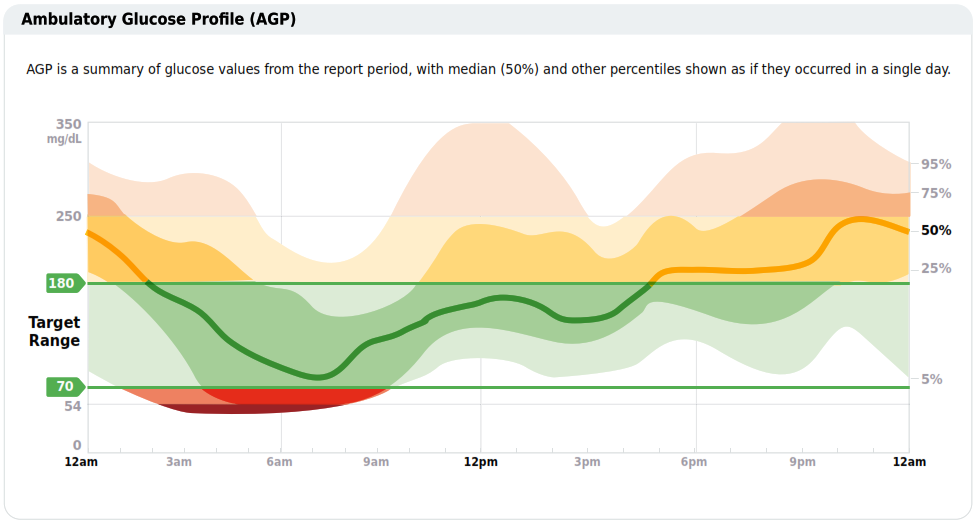 Ambulatory Glucose Profile (AGP)
AGP is a summary of glucose values from the report period, with median (50%) and other percentiles shown as if they occurred in a single day.
350
mg/dL
95%
75%
250
50%
25%
180
Target
Range
70
5%
54
0
12am 3am 6am 9am 12pm 3pm 6pm 9pm 12am